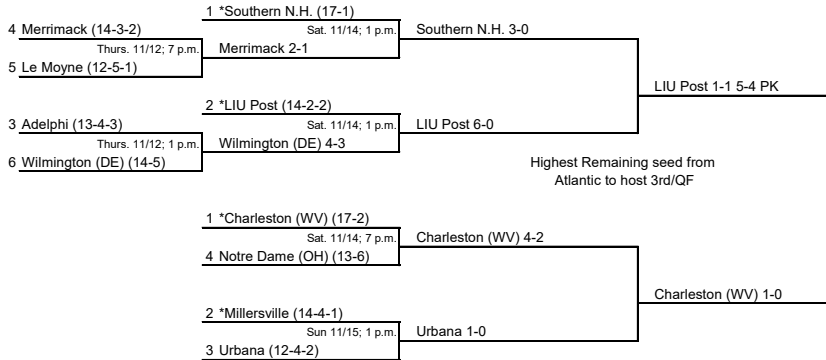 1 *Southern N.H. (17-1)
4 Merrimack (14-3-2)
Sat. 11/14; 1 p.m.
Southern N.H. 3-0
Thurs. 11/12; 7 p.m.
Merrimack 2-1
5 Le Moyne (12-5-1)
LIU Post 1-1 5-4 PK
2 *LIU Post (14-2-2)
3 Adelphi (13-4-3)
Sat. 11/14; 1 p.m.
LIU Post 6-0
Thurs. 11/12; 1 p.m.
Wilmington (DE) 4-3
6 Wilmington (DE) (14-5)
Highest Remaining seed from
Atlantic to host 3rd/QF
1 *Charleston (WV) (17-2)
Sat. 11/14; 7 p.m.
Charleston (WV) 4-2
4 Notre Dame (OH) (13-6)
Charleston (WV) 1-0
2 *Millersville (14-4-1)
Sun 11/15; 1 p.m.
Urbana 1-0
3 Urbana (12-4-2)